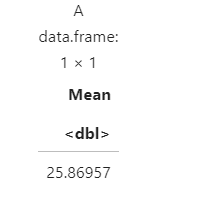 A
data.frame:
1 × 1
Mean
<dbl>
25.86957